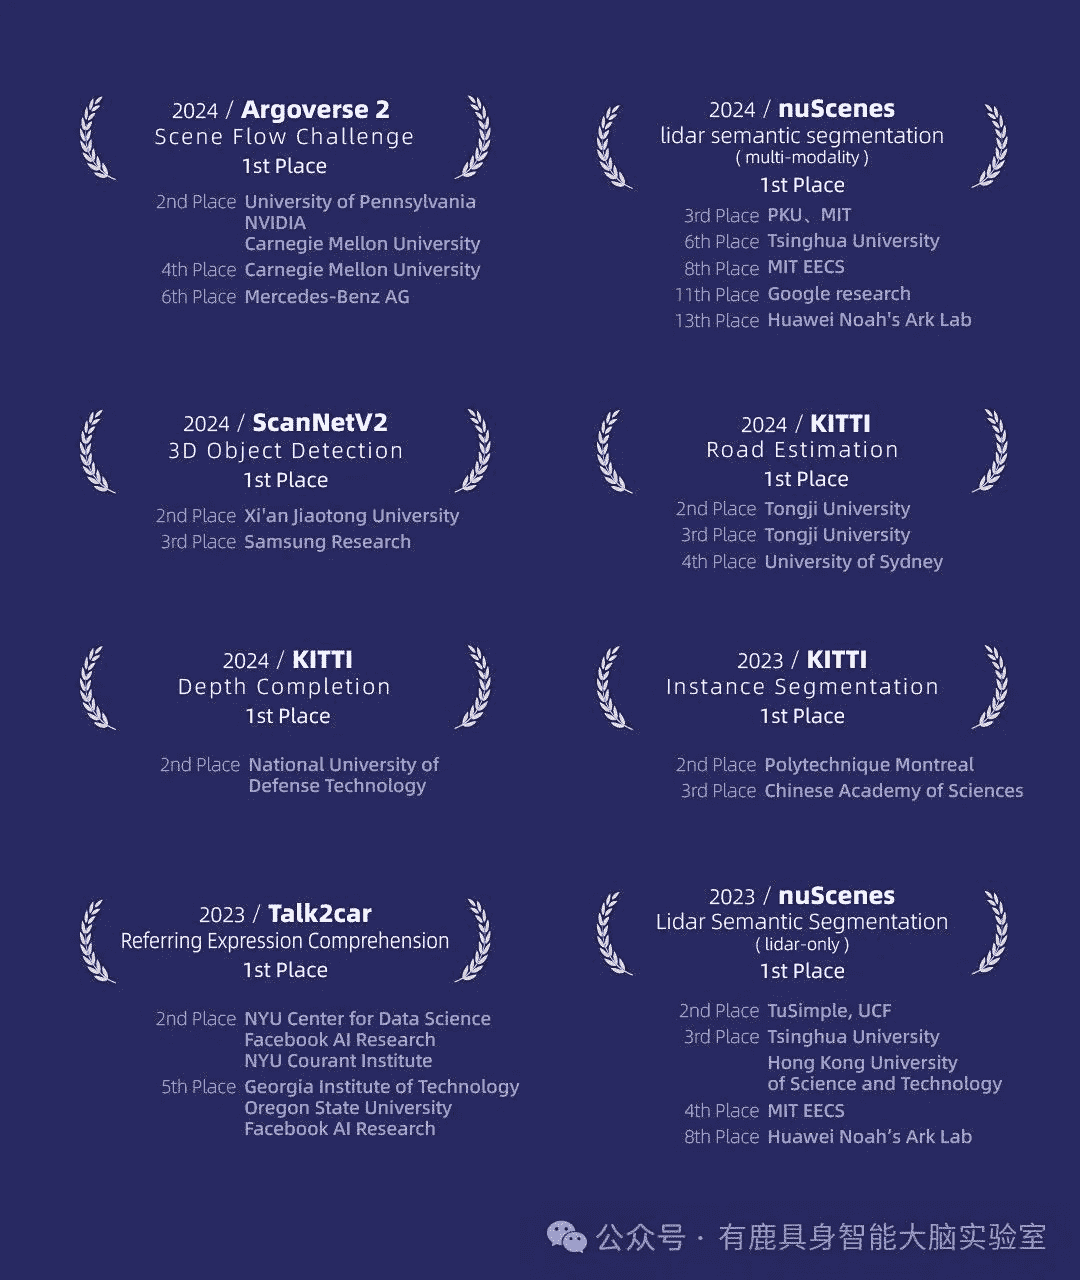 2024 / Argoverse 2
Scene Flow Challenge
1st Place
2nd Place University of Pennsylvania
NVIDIA
Carnegie Mellon University
4th Place Carnegie Mellon University
6th Place Mercedes-Benz AG
2024 / nuScenes
lidar semantic segmentation
( multi-modality )
1st Place
3rd Place PKU、MIT
6th Place Tsinghua University
8th Place MIT EECS
11th Place Google research
13th Place Huawei Noah's Ark Lab
2024 / ScanNetV2
3D Object Detection
1st Place
2nd Place Xi'an Jiaotong University
3rd Place Samsung Research
2024 / KITTI
Road Estimation
1st Place
2nd Place Tongji University
3rd Place Tongji University
4th Place University of Sydney
2024 / KITTI
Depth Completion
1st Place
2nd Place National University of
Defense Technology
2023 / KITTI
Instance Segmentation
1st Place
2nd Place Polytechnique Montreal
3rd Place Chinese Academy of Sciences
2023 / Talk2car
Referring Expression Comprehension
1st Place
2nd Place NYU Center for Data Science
Facebook AI Research
NYU Courant Institute
5th Place Georgia Institute of Technology
Oregon State University
Facebook AI Research
2023 / nuScenes
Lidar Semantic Segmentation
( lidar-only )
1st Place
2nd Place TuSimple, UCF
3rd Place Tsinghua University
Hong Kong University
of Science and Technology
4th Place MIT EECS
8th Place Huawei Noah’s Ark Lab
公众号 · 有鹿具身智能大脑实验室